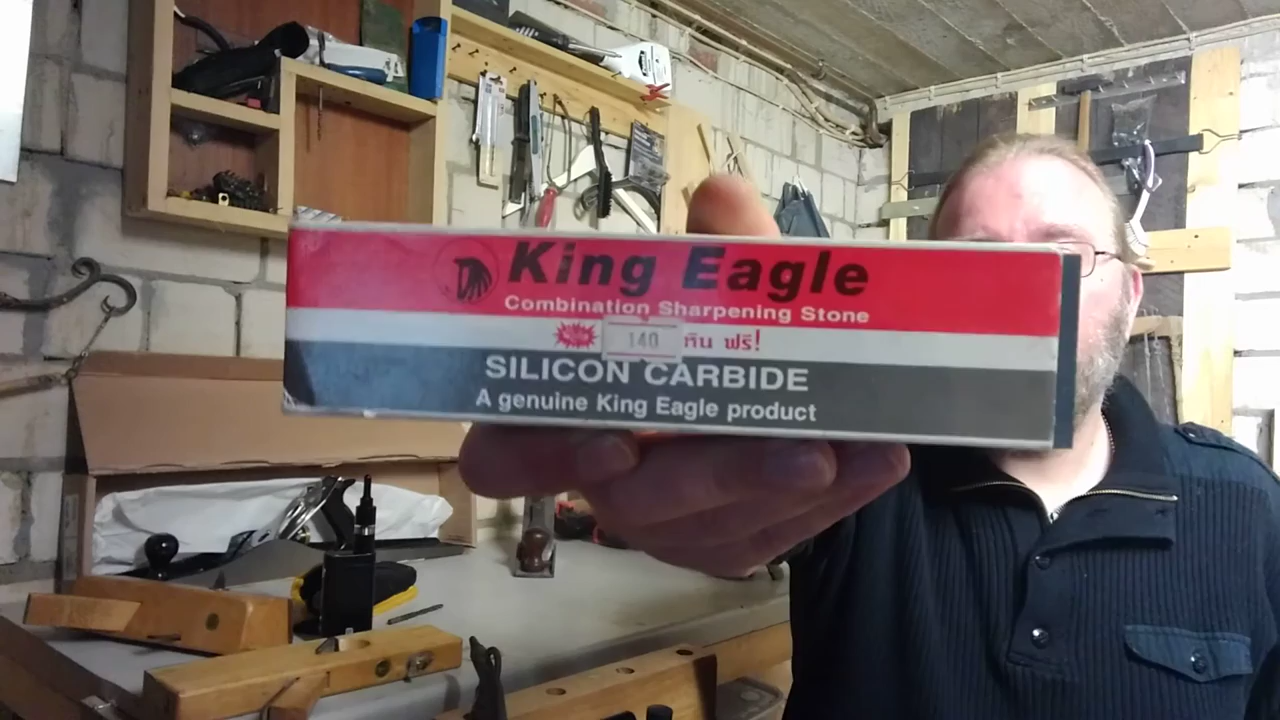 King Eagle
Combination Sharpening Stone
140 หิน ฟรี!
SILICON CARBIDE
A genuine King Eagle product